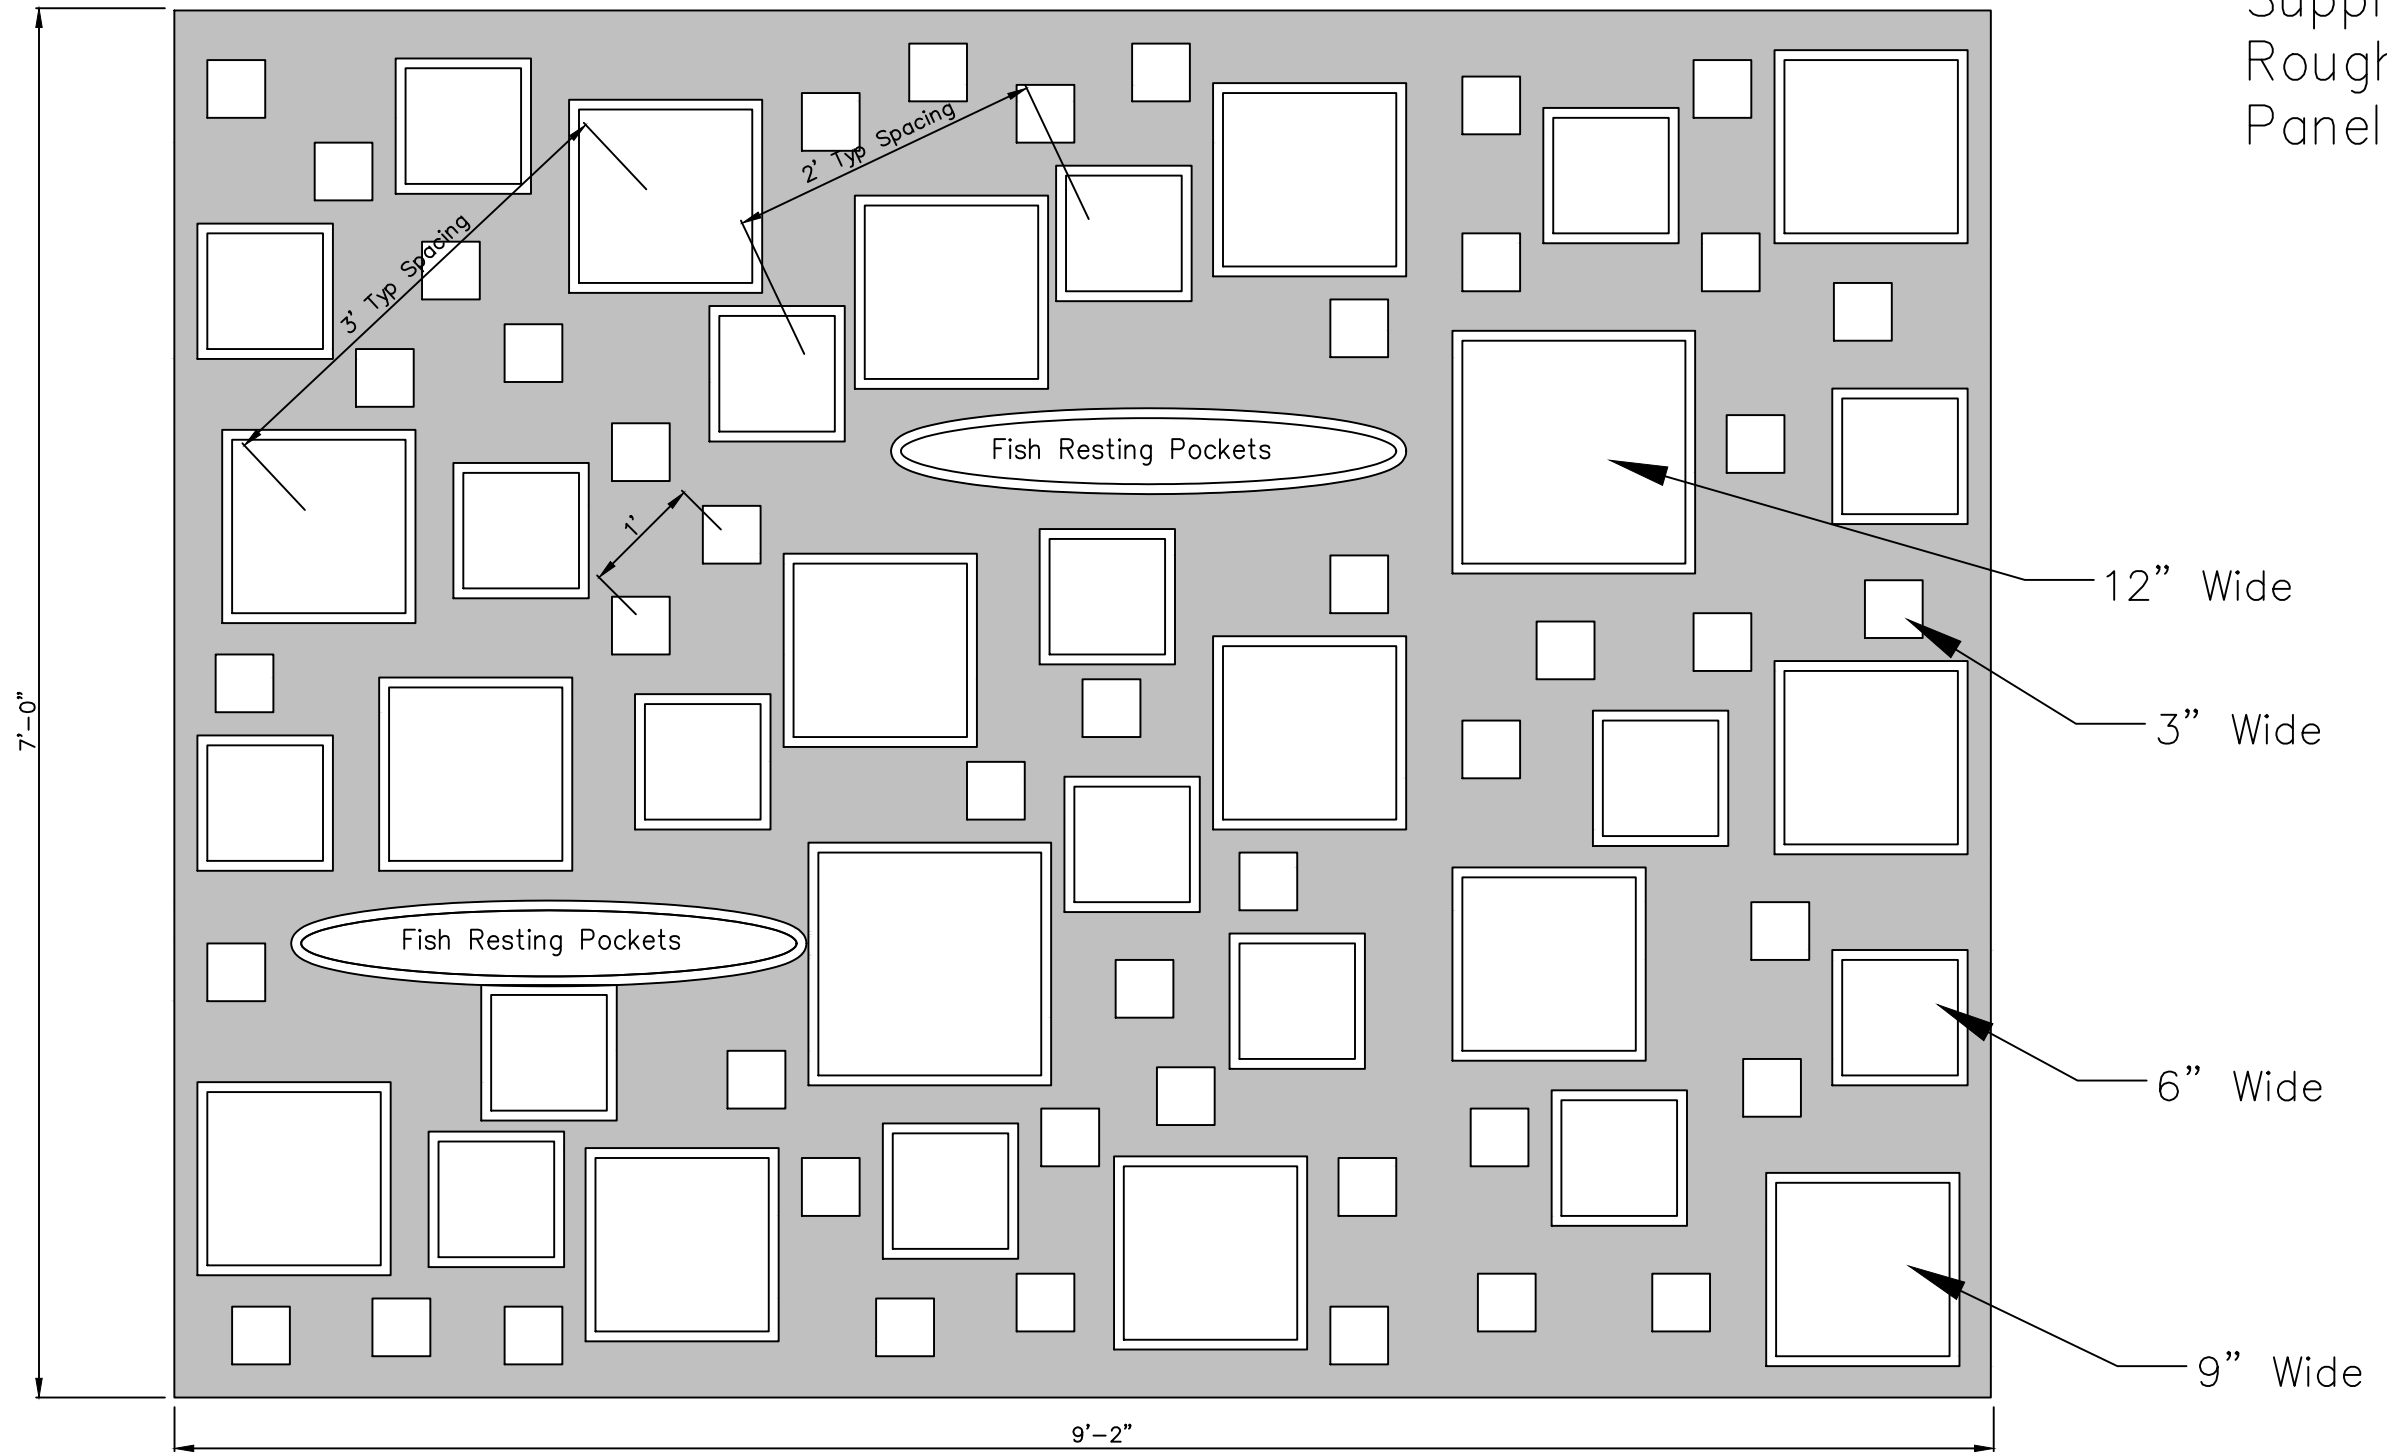 Rough
Panel
2’ Typ Spacing
3’ Typ Spacing
Fish Resting Pockets
1’
12” Wide
3” Wide
7’-0”
Fish Resting Pockets
6” Wide
9” Wide
9’-2”